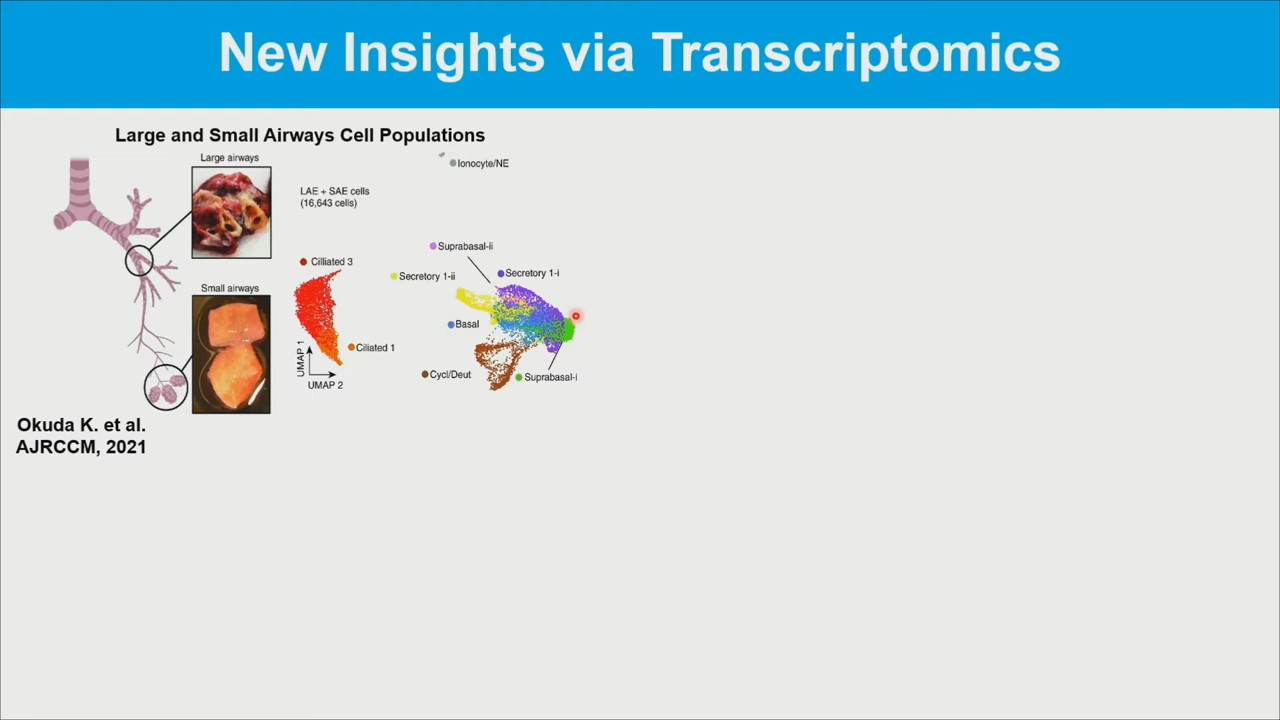 New Insights via Transcriptomics
Large and Small Airways Cell Populations
Large airways
Ionocyte/NE
LAE + SAE cells
(16,643 cells)
Suprabasal-ii
Cilliated 3
Secretory 1-ii
Secretory 1-i
Small airways
Basal
Ciliated 1
UMAP 1
UMAP 2
Cycl/Deut
Suprabasal-i
Okuda K. et al.
AJRCCM, 2021